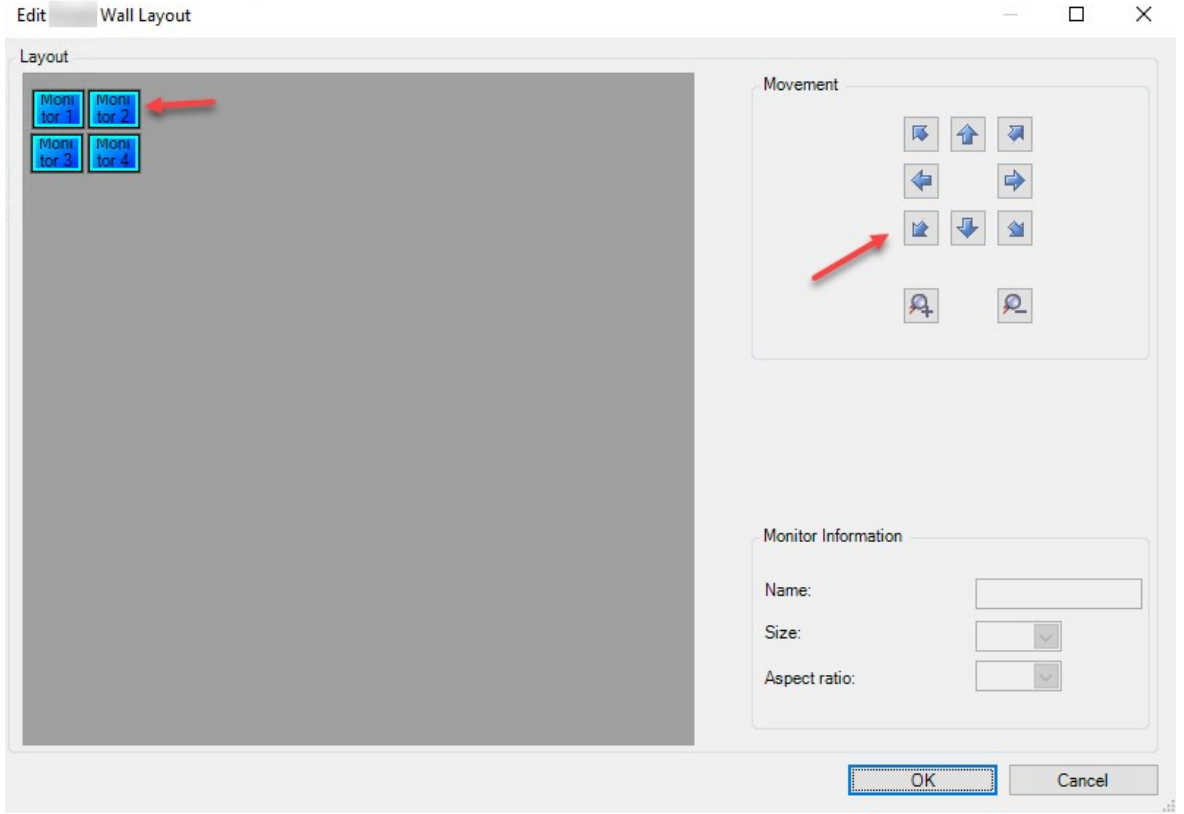 Edit Wall Layout
Layout
Moni
tor 1
Moni
tor 2
Moni
tor 3
Moni
tor 4
Movement
Monitor Information
Name:
Size:
Aspect ratio:
OK
Cancel